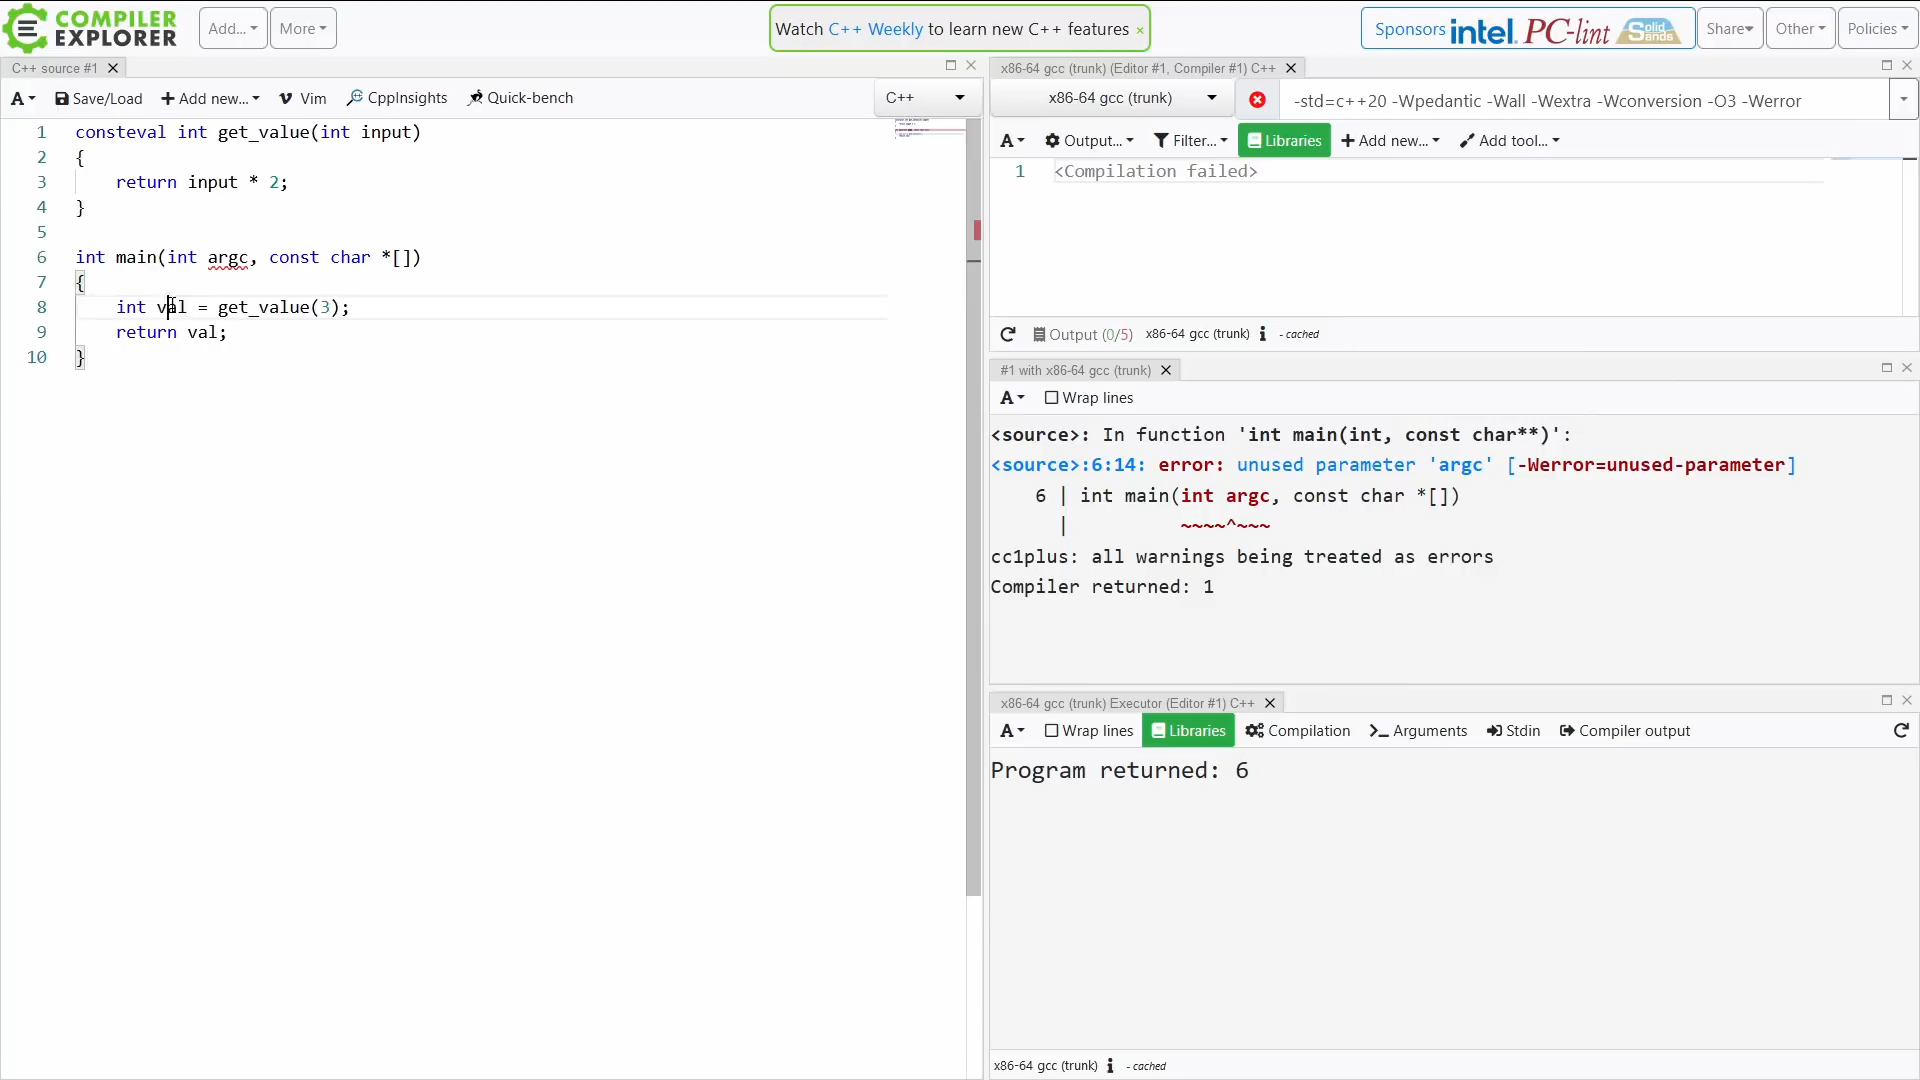 COMPILER EXPLORER
Add...
More
Watch C++ Weekly to learn new C++ features ×
Sponsors intel. PC-lint Solid Sands
Share
Other
Policies
C++ source #1
A
Save/Load
Add new...
Vim
CppInsights
Quick-bench
C++
1 consteval int get_value(int input)
2 {
3 return input * 2;
4 }
5
6 int main(int argc, const char *[])
7 {
8 int val = get_value(3);
9 return val;
10 }
x86-64 gcc (trunk) (Editor #1, Compiler #1) C++
x86-64 gcc (trunk)
-std=c++20 -Wpedantic -Wall -Wextra -Wconversion -O3 -Werror
A
Output...
Filter...
Libraries
Add new...
Add tool...
1 <Compilation failed>
Output (0/5) x86-64 gcc (trunk) i - cached
#1 with x86-64 gcc (trunk)
A
Wrap lines
<source>: In function 'int main(int, const char**)':
<source>:6:14: error: unused parameter 'argc' [-Werror=unused-parameter]
6 | int main(int argc, const char *[])
| ~~~~^~~~
cc1plus: all warnings being treated as errors
Compiler returned: 1
x86-64 gcc (trunk) Executor (Editor #1) C++
A
Wrap lines
Libraries
Compilation
Arguments
Stdin
Compiler output
Program returned: 6
x86-64 gcc (trunk) i - cached